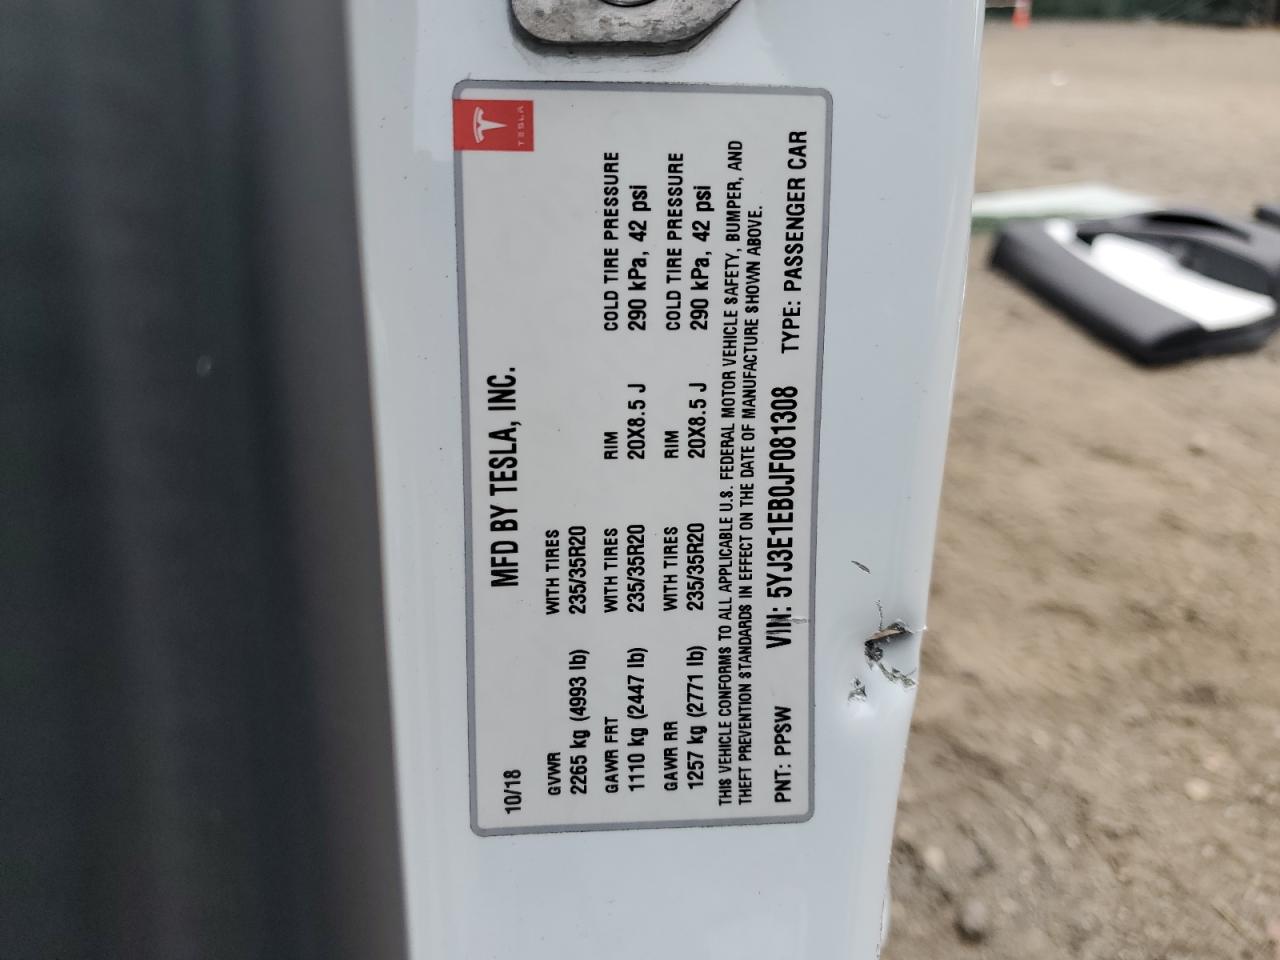 TESLA
MFD BY TESLA, INC.
10/18
GVWR WITH TIRES
2265 kg (4993 lb) 235/35R20
GAWR FRT WITH TIRES RIM COLD TIRE PRESSURE
1110 kg (2447 lb) 235/35R20 20X8.5 J 290 kPa, 42 psi
GAWR RR WITH TIRES RIM COLD TIRE PRESSURE
1257 kg (2771 lb) 235/35R20 20X8.5 J 290 kPa, 42 psi
THIS VEHICLE CONFORMS TO ALL APPLICABLE U.S. FEDERAL MOTOR VEHICLE SAFETY, BUMPER, AND
THEFT PREVENTION STANDARDS IN EFFECT ON THE DATE OF MANUFACTURE SHOWN ABOVE.
PNT: PPSW VIN: 5YJ3E1EB0JF081308 TYPE: PASSENGER CAR